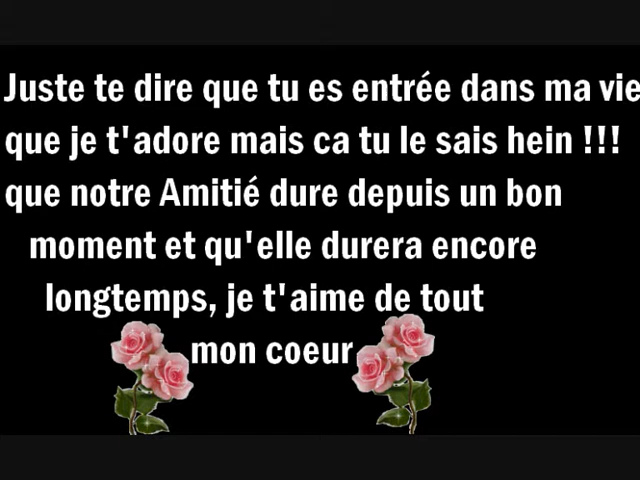 Juste te dire que tu es entrée dans ma vie
que je t'adore mais ca tu le sais hein !!!
que notre Amitié dure depuis un bon
moment et qu'elle durera encore
longtemps, je t'aime de tout
mon coeur